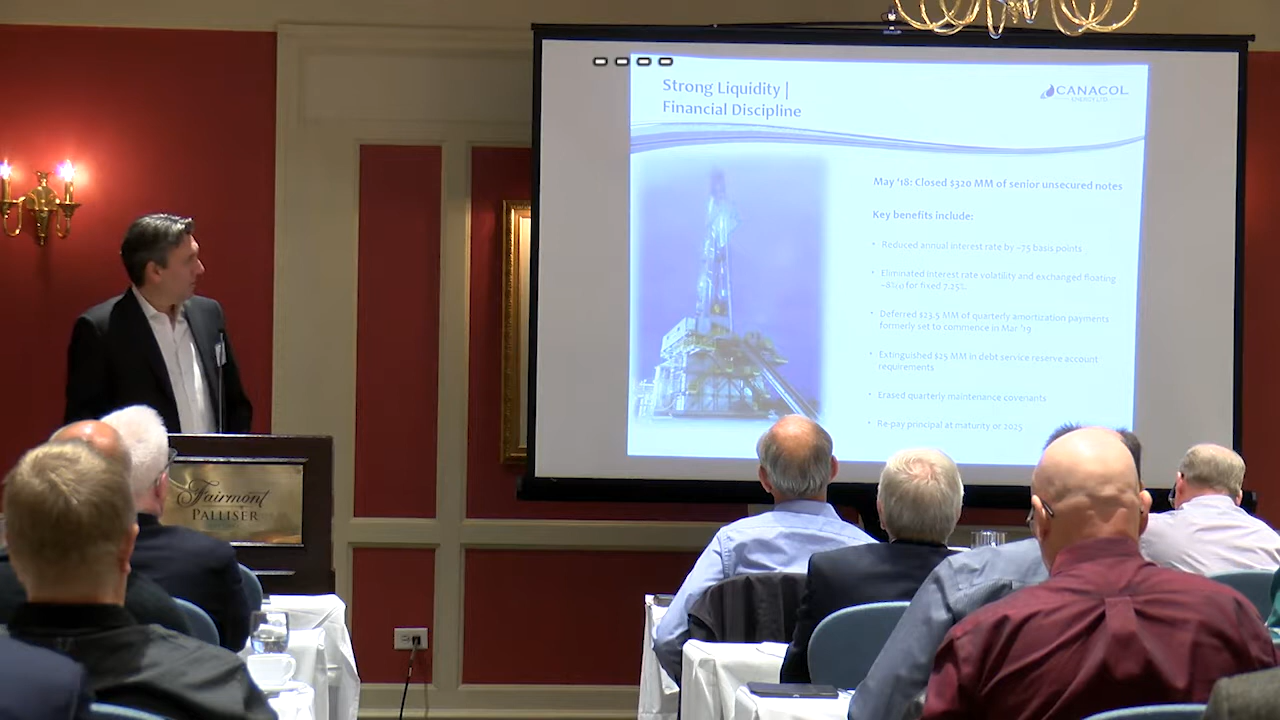 Strong Liquidity |
Financial Discipline
CANACOL
ENERGY LTD.
May '18: Closed $320 MM of senior unsecured notes
Key benefits include:
• Reduced annual interest rate by ~75 basis points
• Eliminated interest rate volatility and exchanged floating
~8% for fixed 7.25%
• Deferred $23.5 MM of quarterly amortization payments
formerly set to commence in Mar '19
• Extinguished $25 MM in debt service reserve account
requirements
• Erased quarterly maintenance covenants
• Re-pay principal at maturity or 2025
Fairmont
PALLISER